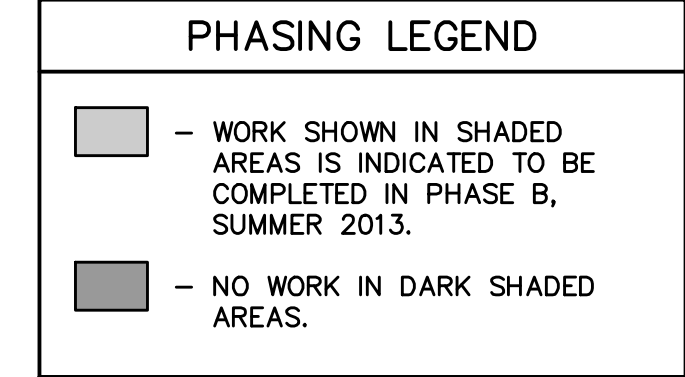 PHASING LEGEND
– WORK SHOWN IN SHADED
AREAS IS INDICATED TO BE
COMPLETED IN PHASE B,
SUMMER 2013.
– NO WORK IN DARK SHADED
AREAS.